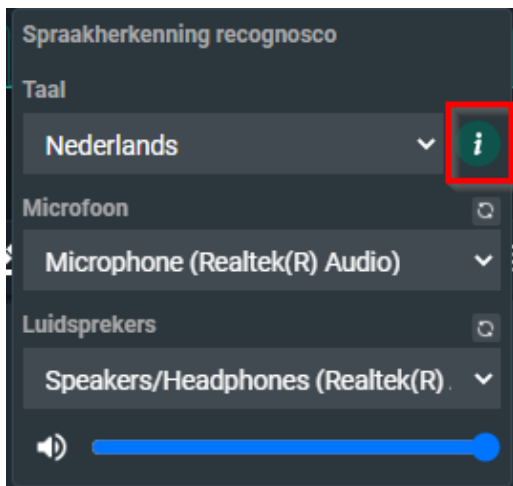 Spraakherkenning recognosco
Taal
Nederlands
i
Microfoon
Microphone (Realtek(R) Audio)
Luidsprekers
Speakers/Headphones (Realtek(R) .